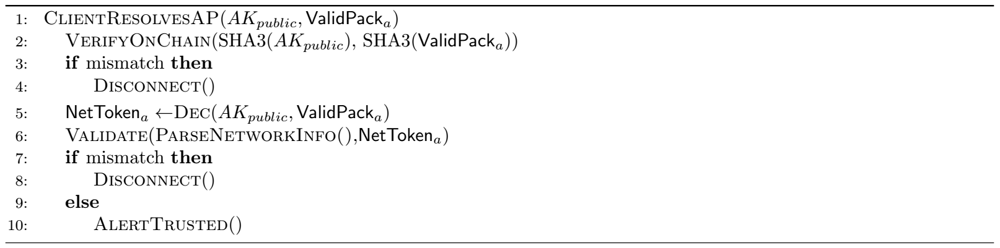 1: CLIENTRESOLVESAP(AK_public, ValidPack_a)
2: VERIFYONCHAIN(SHA3(AK_public), SHA3(ValidPack_a))
3: if mismatch then
4: DISCONNECT()
5: NetToken_a ←DEC(AK_public, ValidPack_a)
6: VALIDATE(PARSENETWORKINFO(),NetToken_a)
7: if mismatch then
8: DISCONNECT()
9: else
10: ALERTTRUSTED()